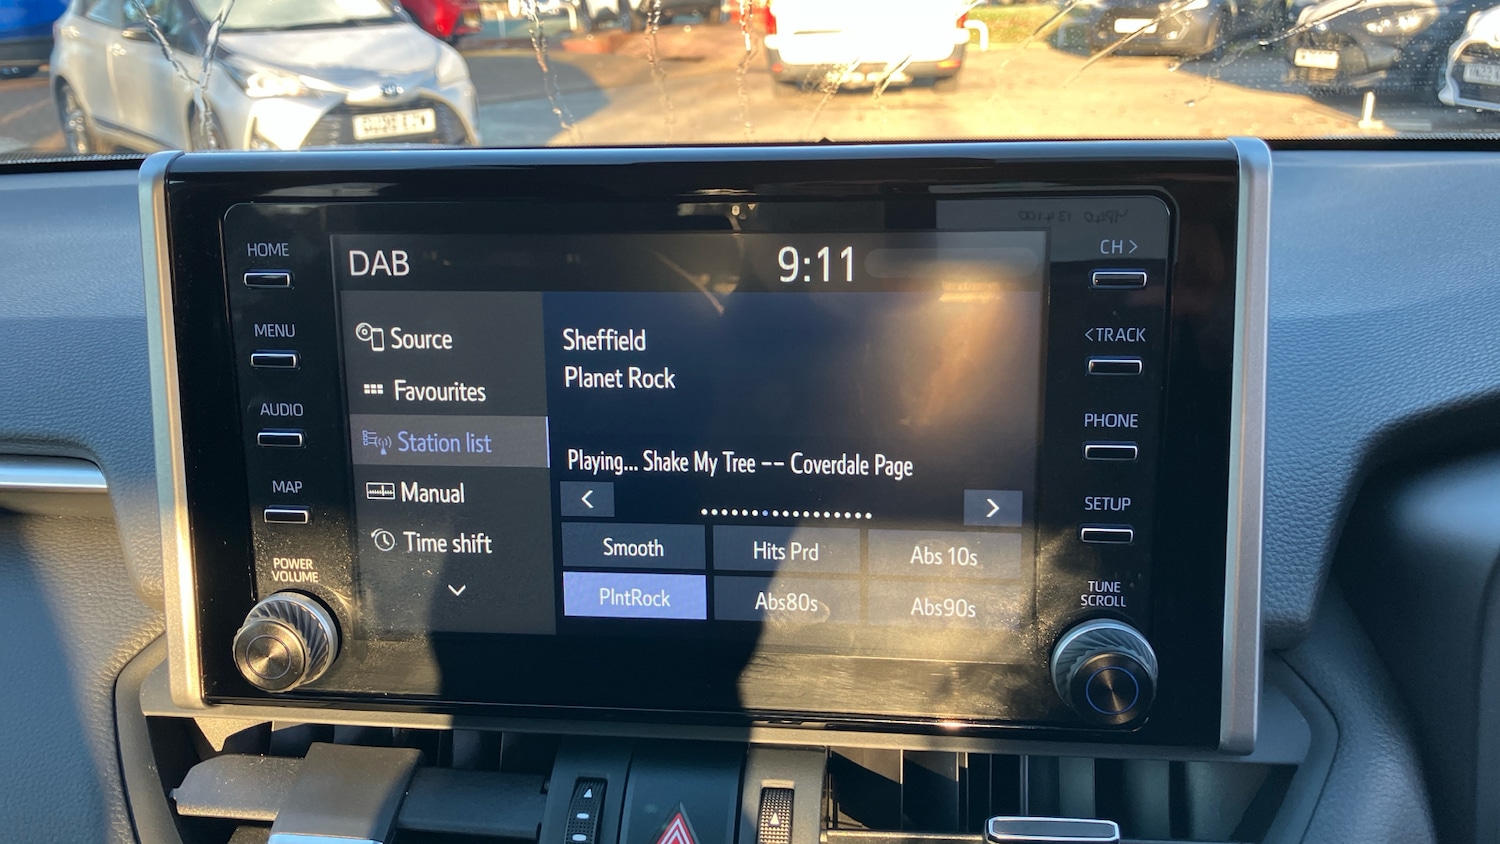 DAB
9:11
HOME
MENU
AUDIO
MAP
POWER
VOLUME
Source
Favourites
Station list
Manual
Time shift
Sheffield
Planet Rock
Playing... Shake My Tree -- Coverdale Page
<
>
Smooth
Hits Prd
Abs 10s
PlntRock
Abs80s
Abs90s
CH >
<TRACK
PHONE
SETUP
TUNE
SCROLL